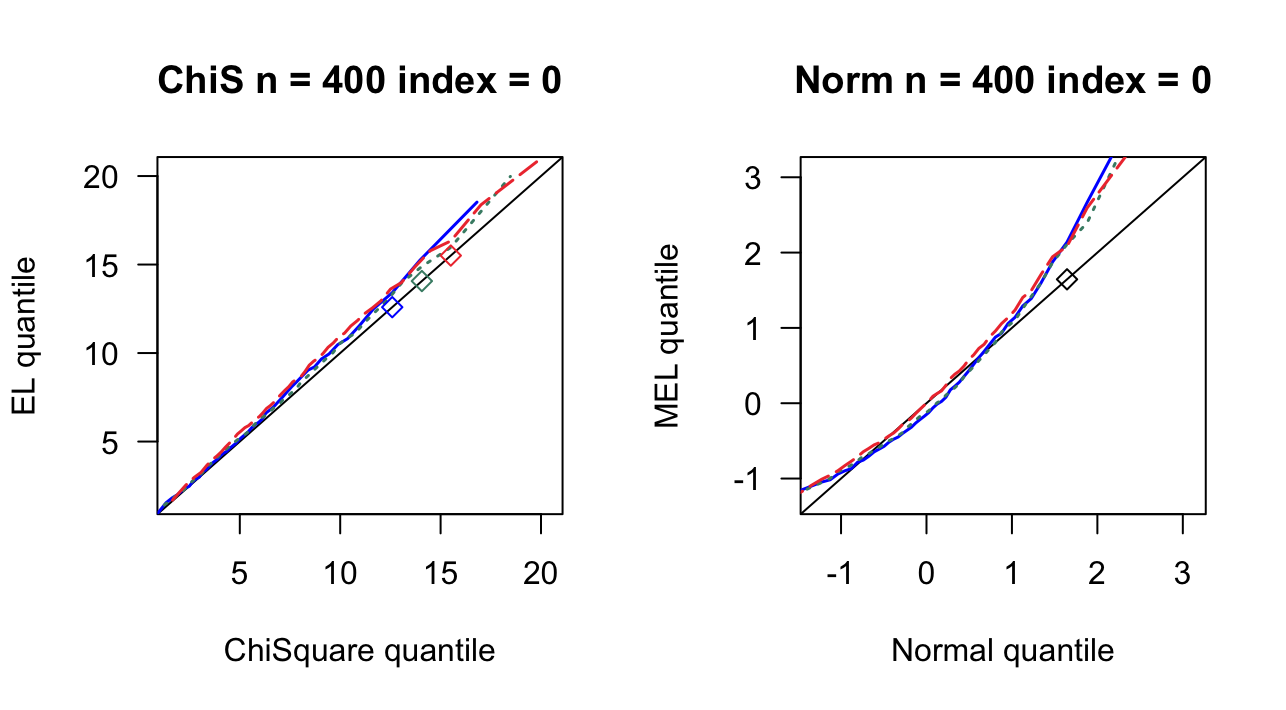 ChiS n = 400 index = 0
EL quantile
20
15
10
5
5 10 15 20
ChiSquare quantile
Norm n = 400 index = 0
MEL quantile
3
2
1
0
-1
-1 0 1 2 3
Normal quantile